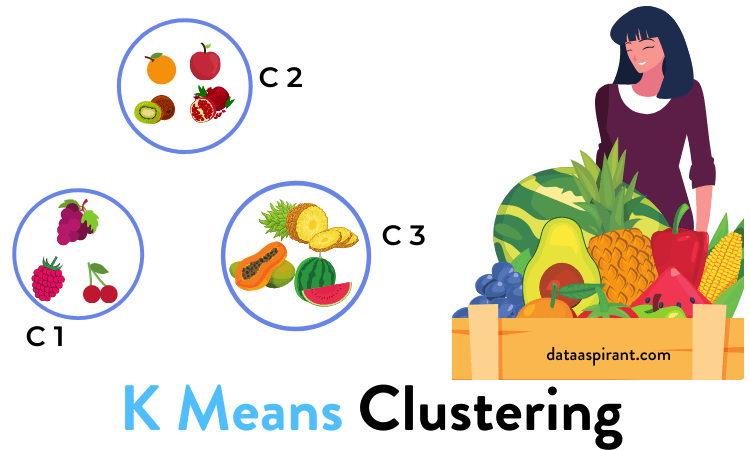 C 2
C 3
C 1
dataaspirant.com
K Means Clustering